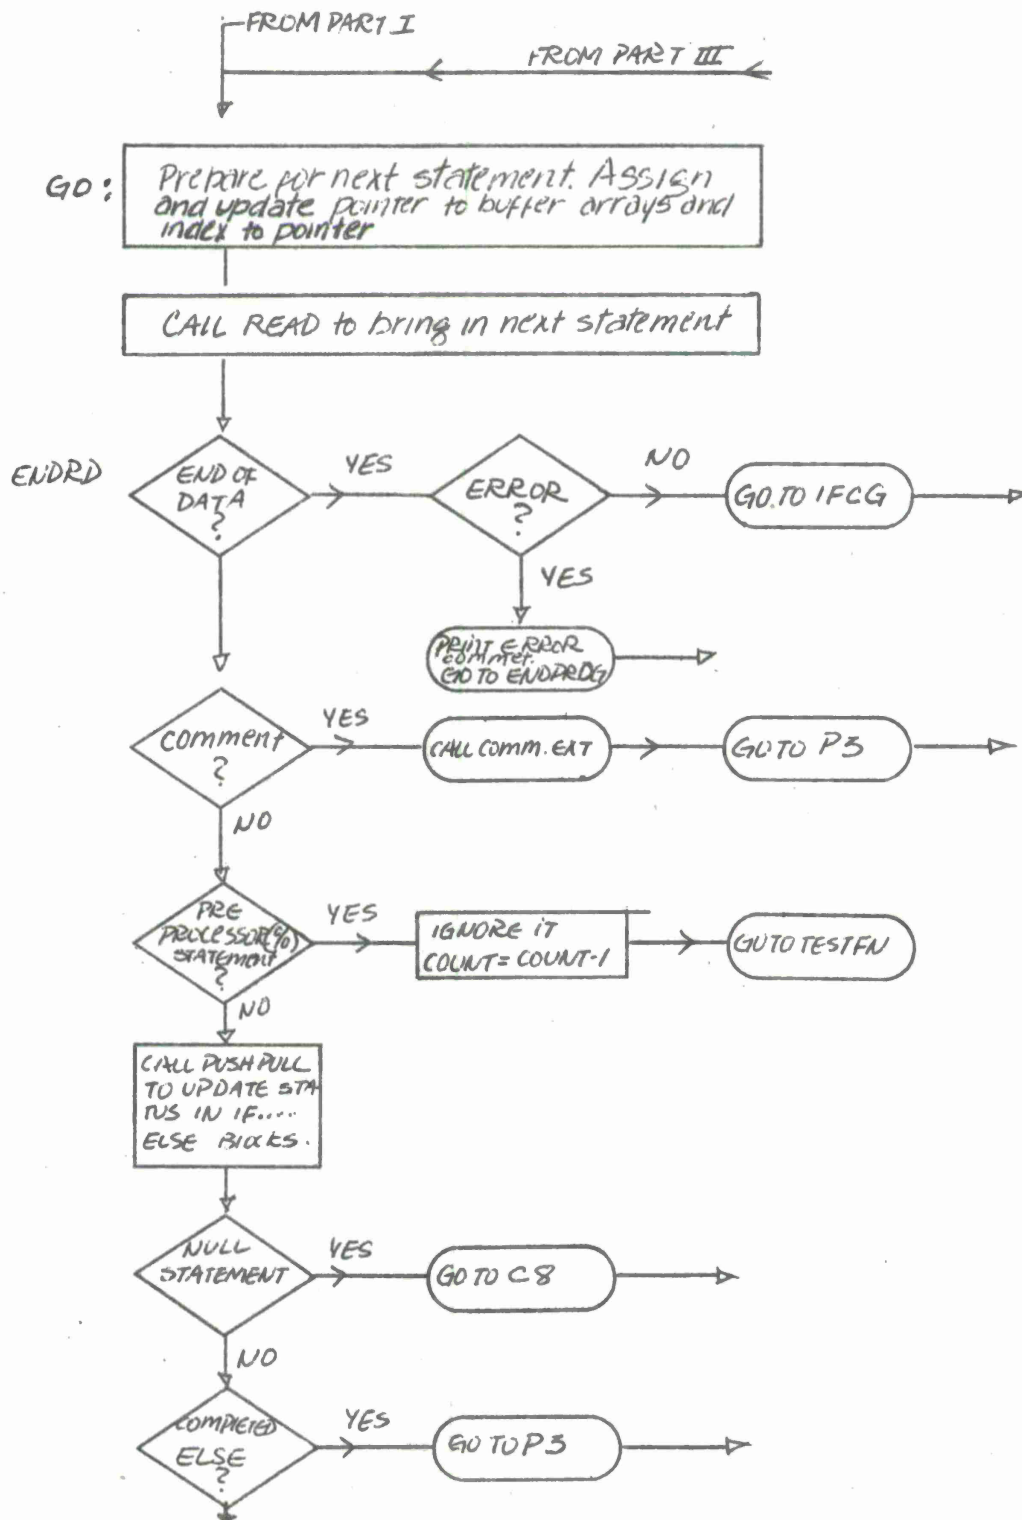 FROM PART I
FROM PART III
GO:
Prepare for next statement. Assign
and update pointer to buffer arrays and
index to pointer
CALL READ to bring in next statement
ENDRD
END OF
DATA
?
YES
ERROR
?
NO
GO.TO IFCG
YES
PRINT ERROR
GO TO ENDPROG
Comment
?
YES
CALL COMM.EXT
GO TO P3
NO
PRE
PROCESSOR(%)
STATEMENT
?
YES
IGNORE IT
COUNT=COUNT-1
GO TO TESTFN
NO
CALL PUSHPULL
TO UPDATE STA-
TUS IN IF....
ELSE Blocks.
NULL
STATEMENT
YES
GO TO C8
NO
COMPLETED
ELSE
?
YES
GO TO P3